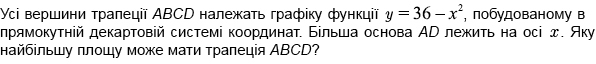 Усі вершини трапеції ABCD належать графіку функції y = 36 − x², побудованому в
прямокутній декартовій системі координат. Більша основа AD лежить на осі x. Яку
найбільшу площу може мати трапеція ABCD?